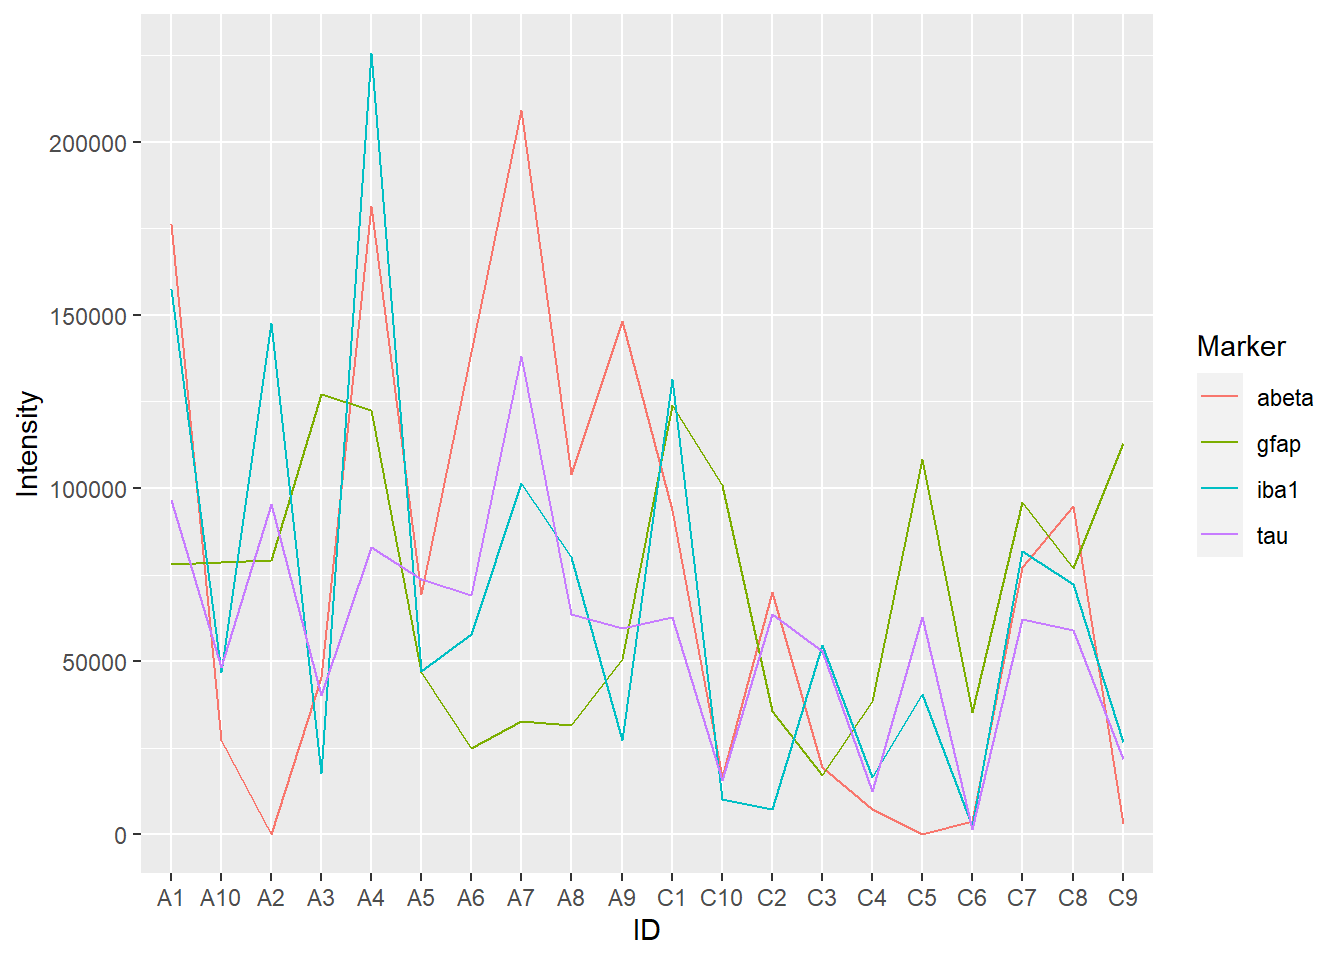 Intensity
200000
150000
100000
50000
0
A1 A10 A2 A3 A4 A5 A6 A7 A8 A9 C1 C10 C2 C3 C4 C5 C6 C7 C8 C9
ID
Marker
abeta
gfap
iba1
tau